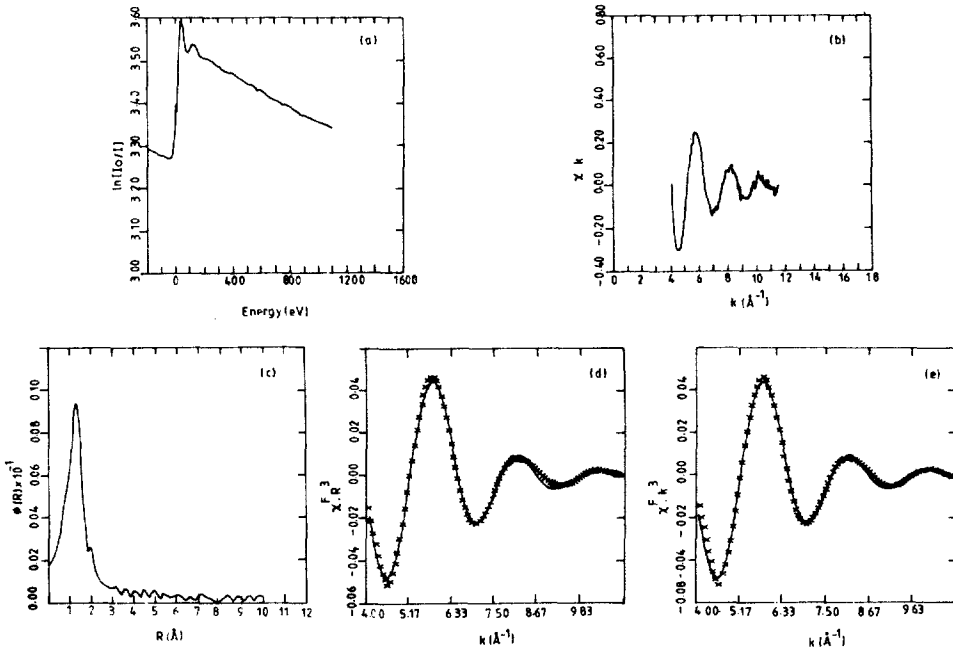 (a)
3.60
3.50
3.40
3.30
3.20
3.10
3.00
ln[Io/I]
0 400 800 1200 1600
Energy (eV)
(b)
0.80
0.60
0.40
0.20
0.00
-0.20
-0.40
χ.k
0 2 4 6 8 10 12 14 16 18
k (Å⁻¹)
(c)
0.10
0.08
0.06
0.04
0.02
0.00
φ(R)×10⁻¹
1 2 3 4 5 6 7 8 9 10 11 12
R (Å)
(d)
0.04
0.02
0.00
-0.02
-0.04
-0.06
χF.R3
4.00 5.17 6.33 7.50 8.67 9.83
k (Å⁻¹)
(e)
0.04
0.02
0.00
-0.02
-0.04
-0.08
χF.k3
4.00 5.17 6.33 7.50 8.67 9.63
k (Å⁻¹)